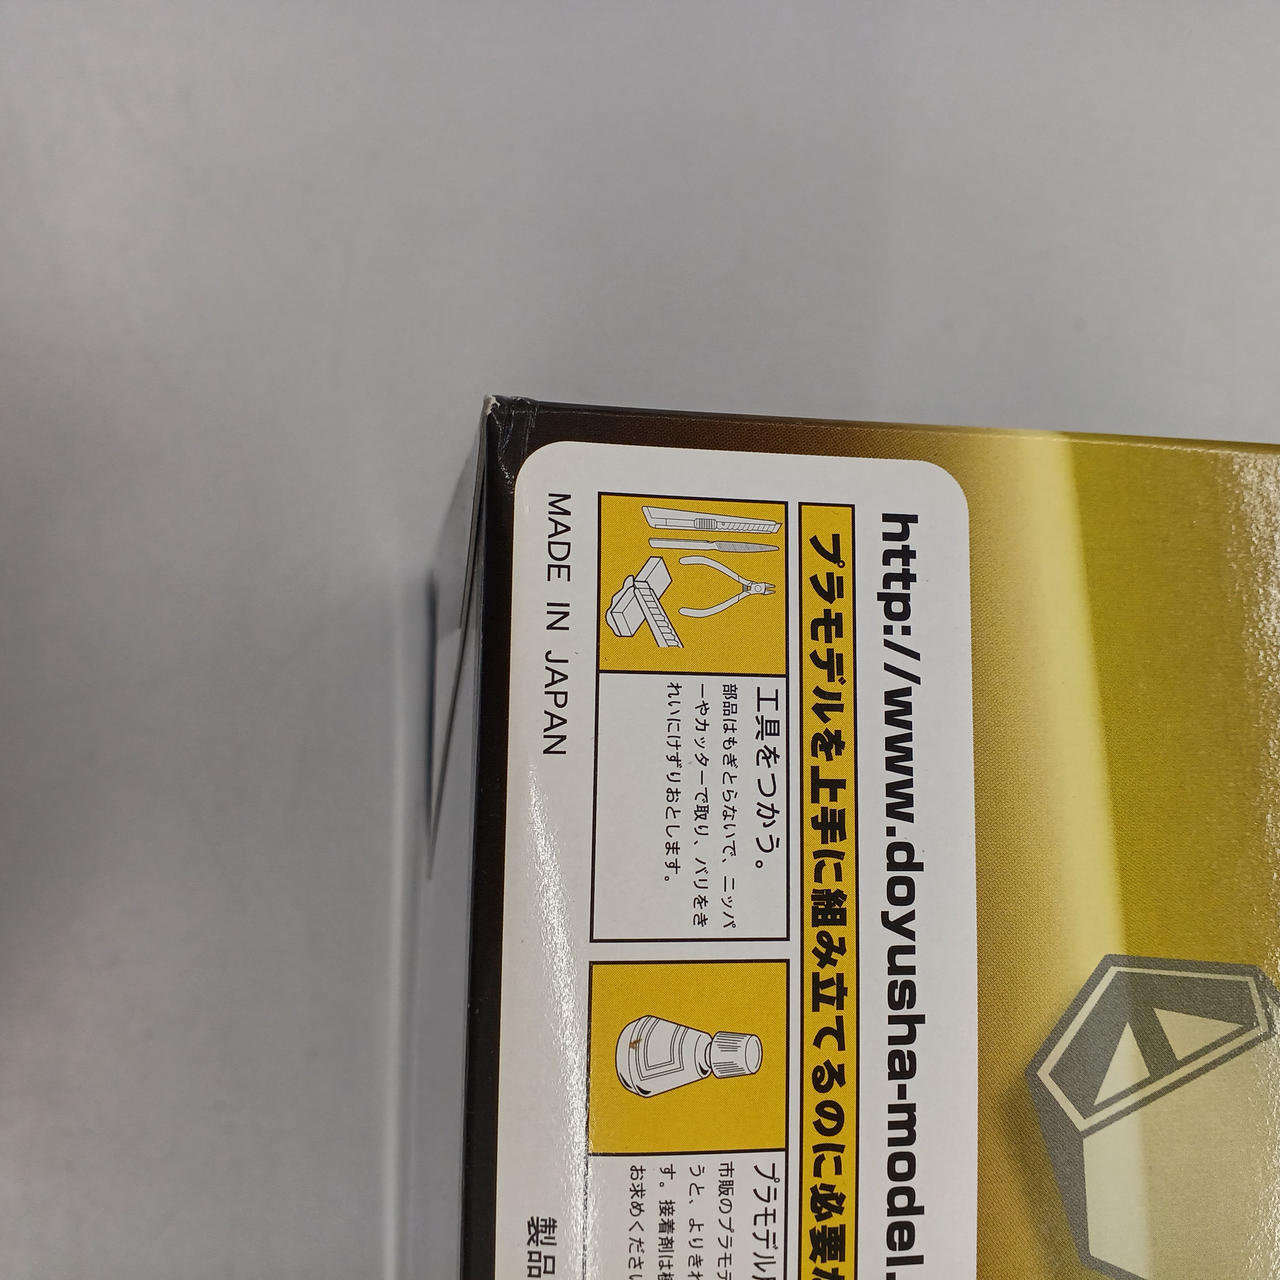 http://www.doyusha-model.
プラモデルを上手に組み立てるのに必要な
工具をつかう。
部品はもぎとらないで、ニッパ
ーやカッターで取り、バリをき
れいにけずりおとします。
プラモデル
市販のプラモデ
うと、よりきれ
す。接着剤は
お求めください
MADE IN JAPAN
製品